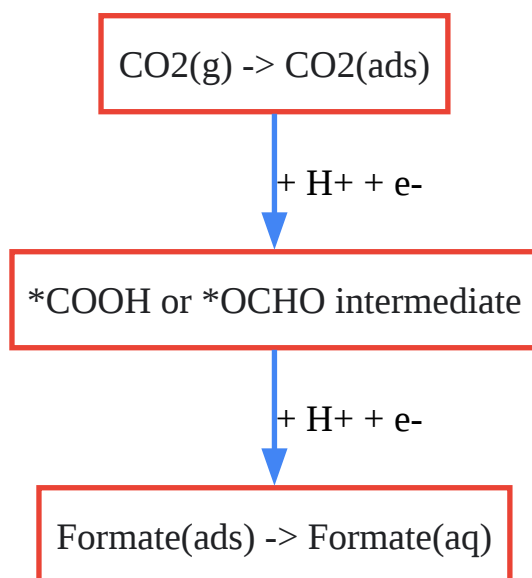 CO2(g) -> CO2(ads)
+ H+ + e-
*COOH or *OCHO intermediate
+ H+ + e-
Formate(ads) -> Formate(aq)